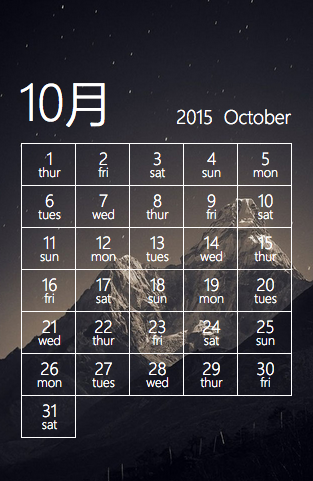 10月
2015 October
1 2 3 4 5
thur fri sat sun mon
6 7 8 9 10
tues wed thur fri sat
11 12 13 14 15
sun mon tues wed thur
16 17 18 19 20
fri sat sun mon tues
21 22 23 24 25
wed thur fri sat sun
26 27 28 29 30
mon tues wed thur fri
31
sat